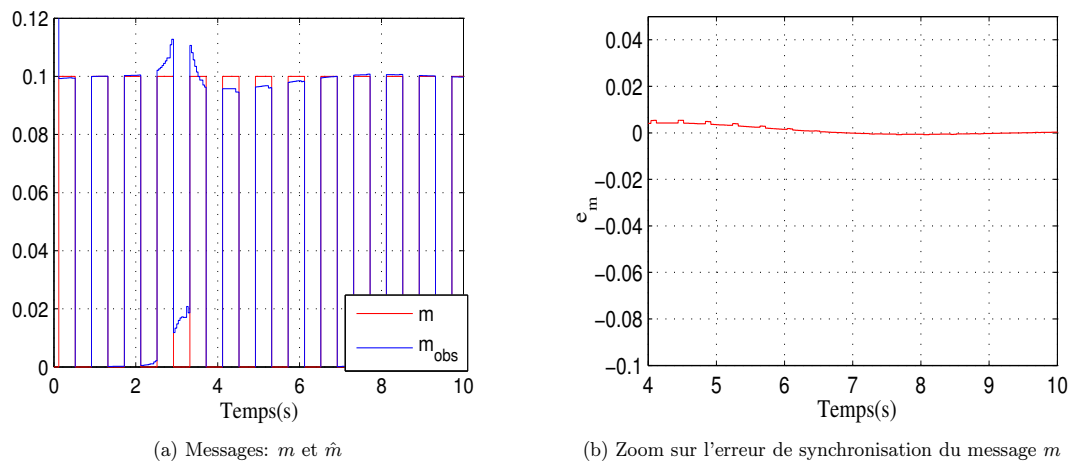 0.12
0.1
0.08
0.06
0.04
0.02
0
0 2 4 6 8 10
Temps(s)
m
m_obs
(a) Messages: m et m̂
0.04
0.02
0
−0.02
−0.04
−0.06
−0.08
−0.1
e_m
4 5 6 7 8 9 10
Temps(s)
(b) Zoom sur l'erreur de synchronisation du message m